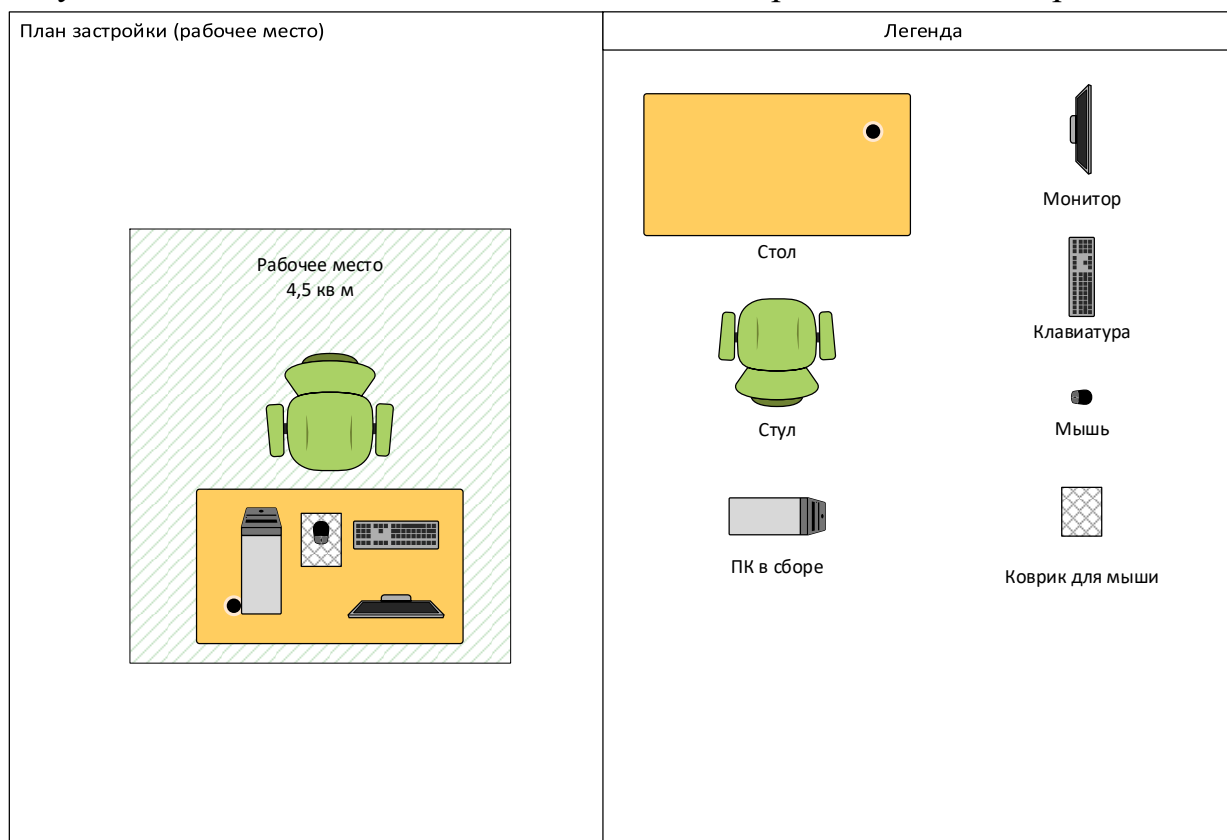 План застройки (рабочее место)
Легенда
Рабочее место
4,5 кв м
Стол
Монитор
Клавиатура
Стул
Мышь
ПК в сборе
Коврик для мыши